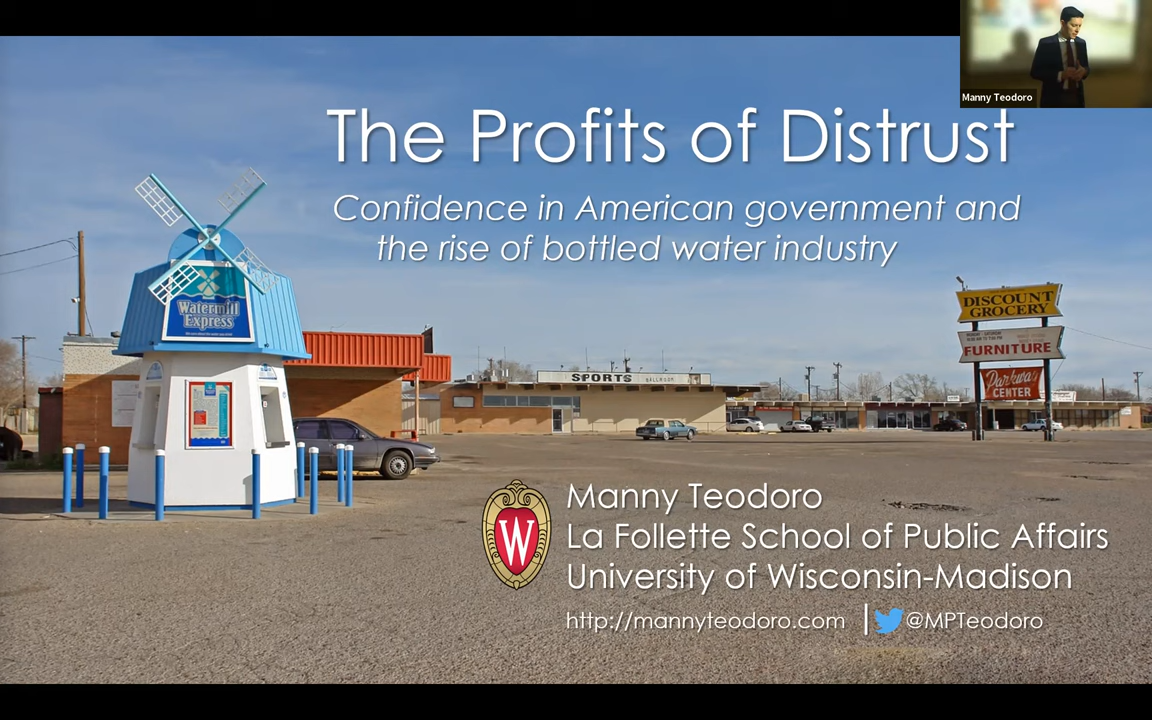 Manny Teodoro
The Profits of Distrust
Confidence in American government and
the rise of bottled water industry
Watermill
Express
DISCOUNT
GROCERY
FURNITURE
Parkway
CENTER
SPORTS
W
Manny Teodoro
La Follette School of Public Affairs
University of Wisconsin-Madison
http://mannyteodoro.com | @MPTeodoro